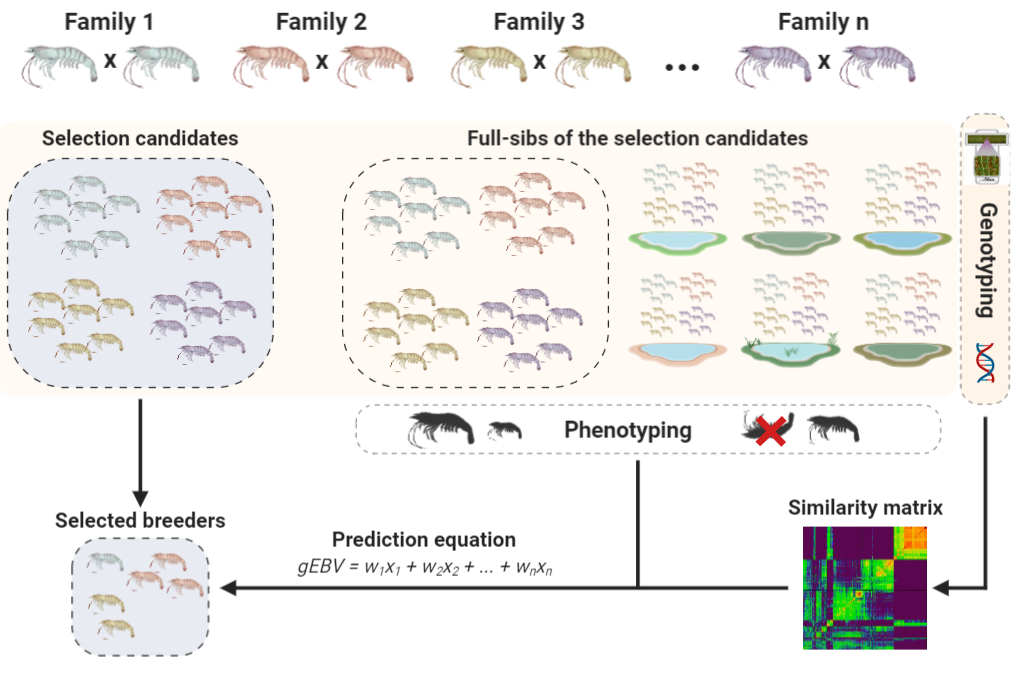 Family 1
Family 2
Family 3
Family n
x
x
x
...
x
Selection candidates
Full-sibs of the selection candidates
Genotyping
Phenotyping
Similarity matrix
Selected breeders
Prediction equation
gEBV = w₁x₁ + w₂x₂ + ... + wₙxₙ